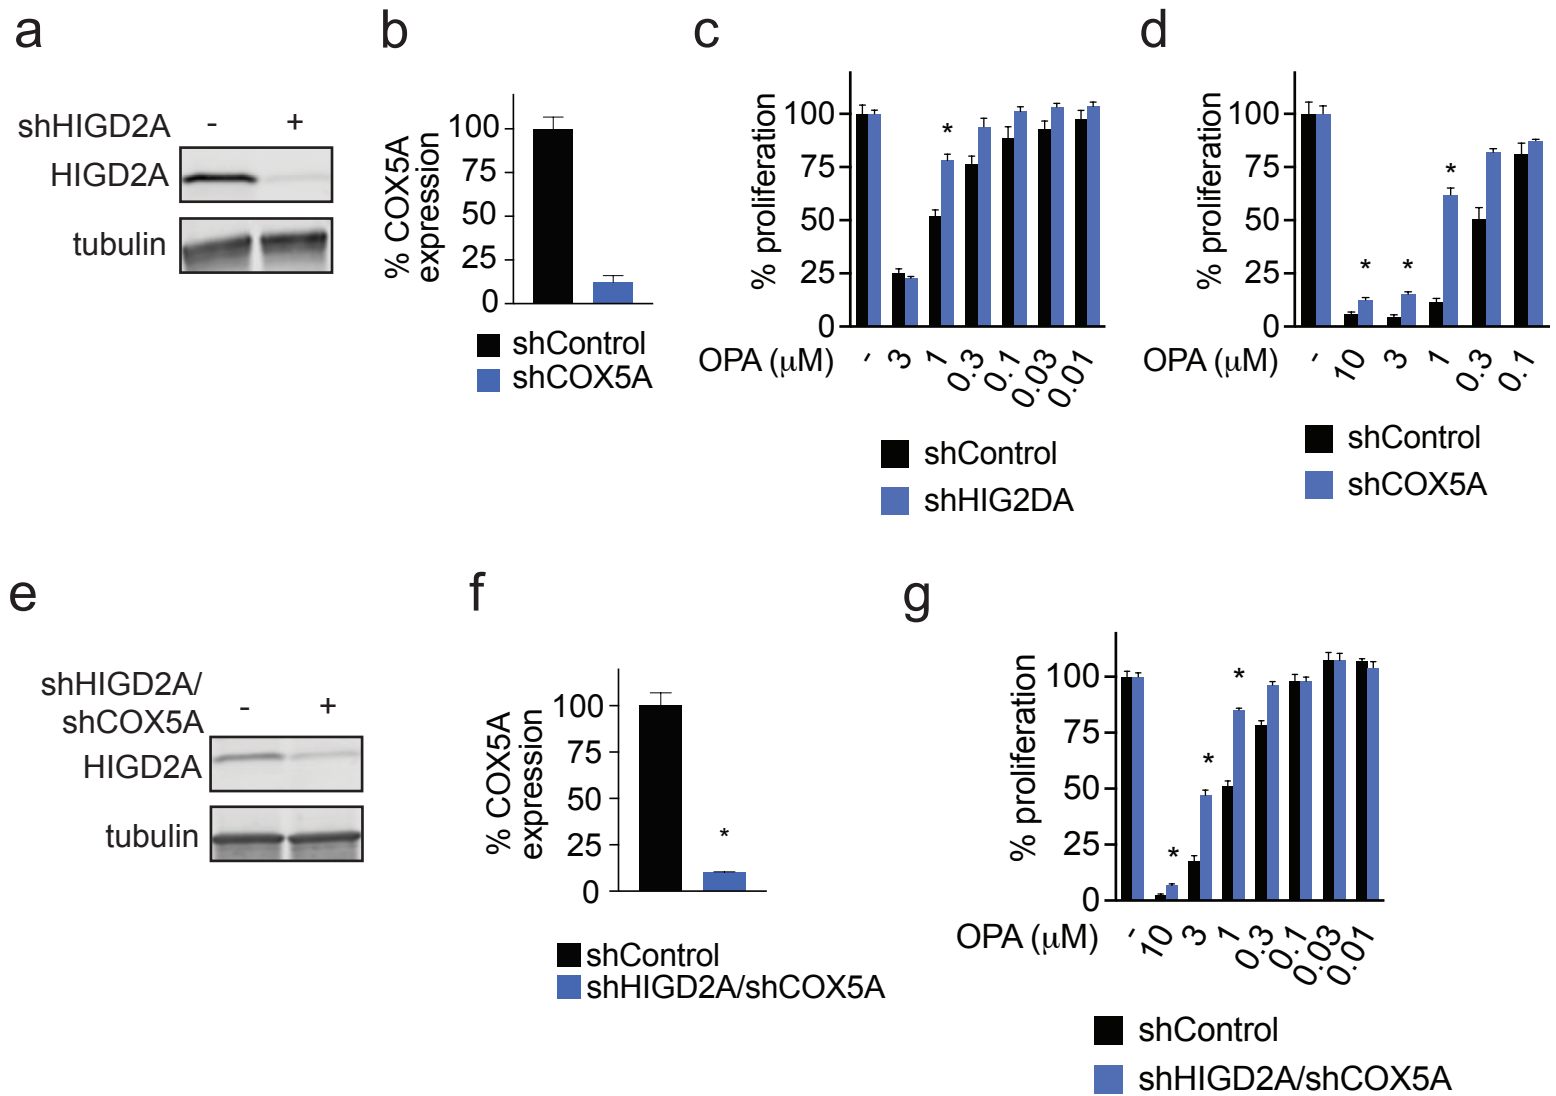 a
shHIGD2A - +
HIGD2A
tubulin
b
% COX5A
expression
100
75
50
25
0
shControl
shCOX5A
c
% proliferation
100
75
50
25
0
*
OPA (μM) - 3 1 0.3 0.1 0.03 0.01
shControl
shHIG2DA
d
% proliferation
100
75
50
25
0
* * *
OPA (μM) - 10 3 1 0.3 0.1
shControl
shCOX5A
e
shHIGD2A/
shCOX5A - +
HIGD2A
tubulin
f
% COX5A
expression
100
75
50
25
0
*
shControl
shHIGD2A/shCOX5A
g
% proliferation
100
75
50
25
0
* * *
OPA (μM) - 10 3 1 0.3 0.1 0.03 0.01
shControl
shHIGD2A/shCOX5A